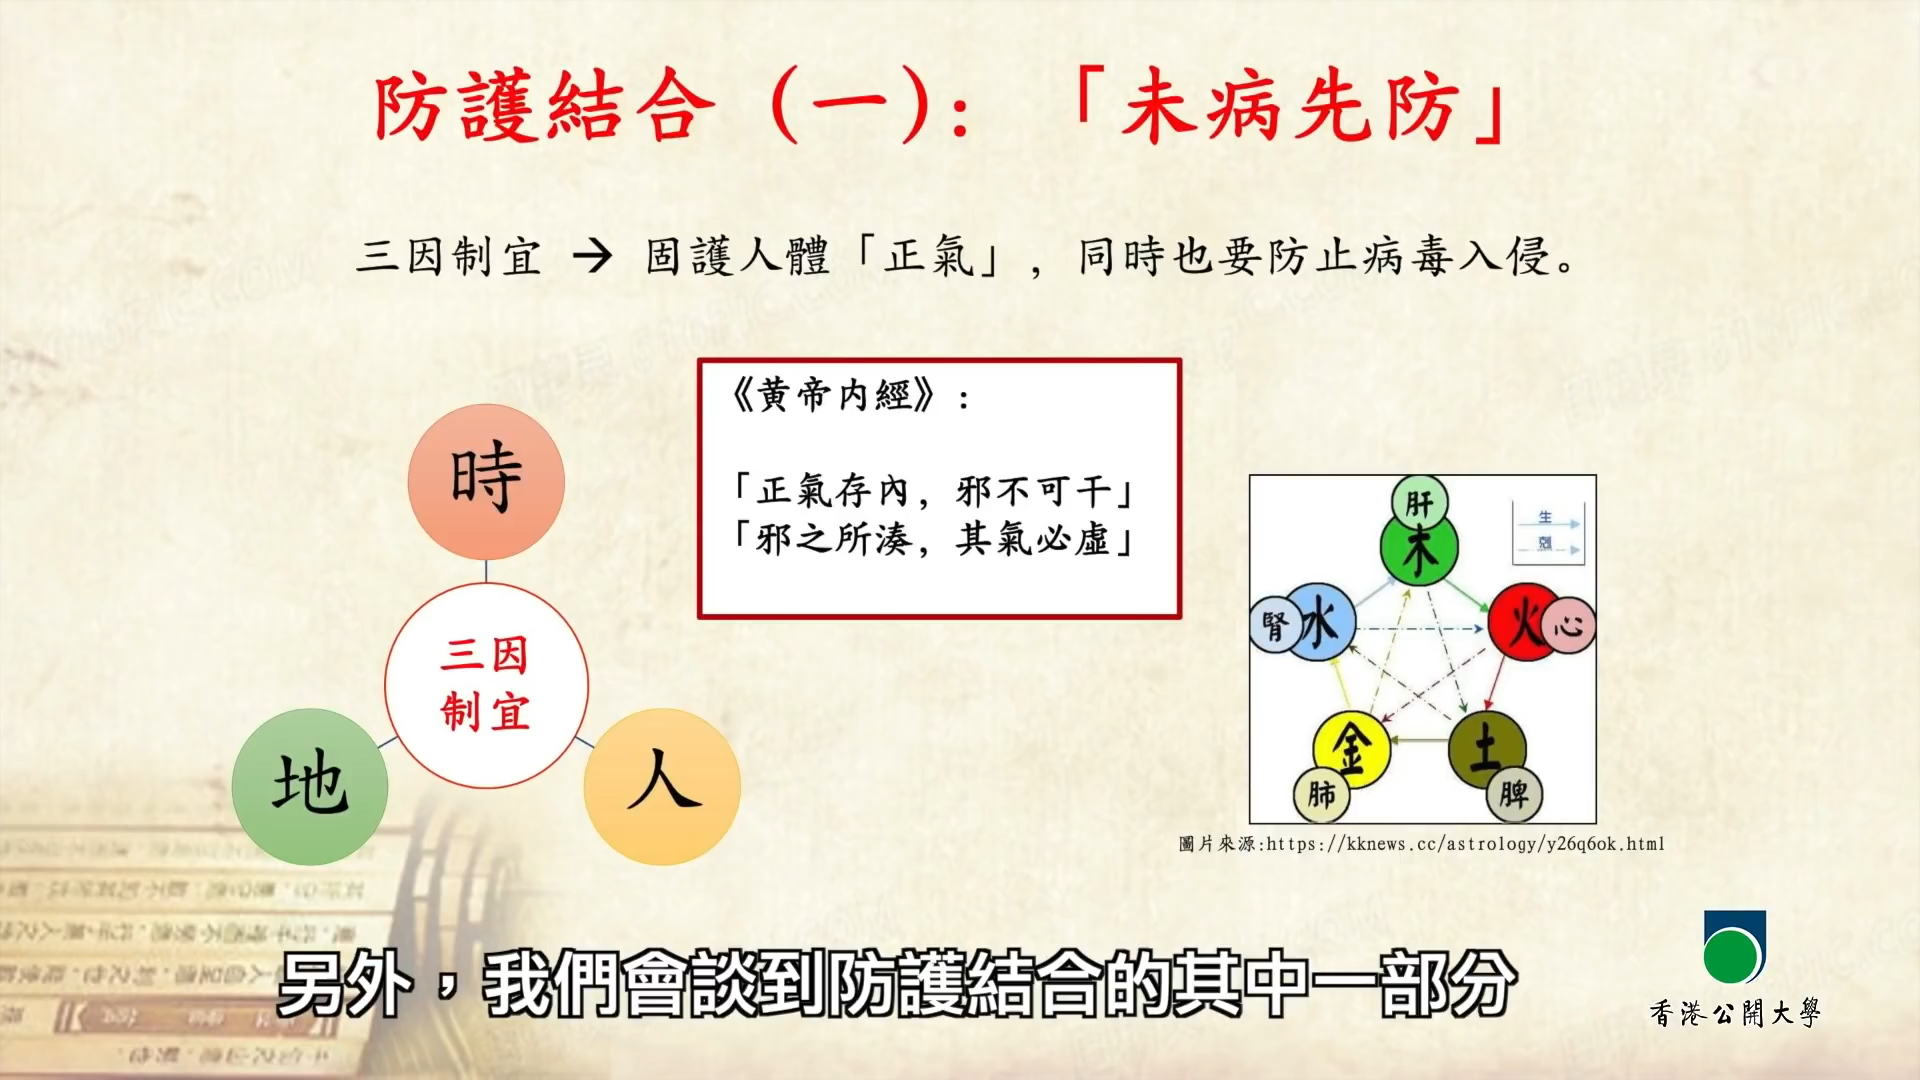 防護結合（一）：「未病先防」
三因制宜 → 固護人體「正氣」，同時也要防止病毒入侵。
《黄帝内經》：
「正氣存內，邪不可干」
「邪之所湊，其氣必虛」
時
三因
制宜
地
人
肝
木
生
剋
腎
水
火
心
金
土
肺
脾
圖片來源:https://kknews.cc/astrology/y26q6ok.html
另外，我們會談到防護結合的其中一部分
香港公開大學